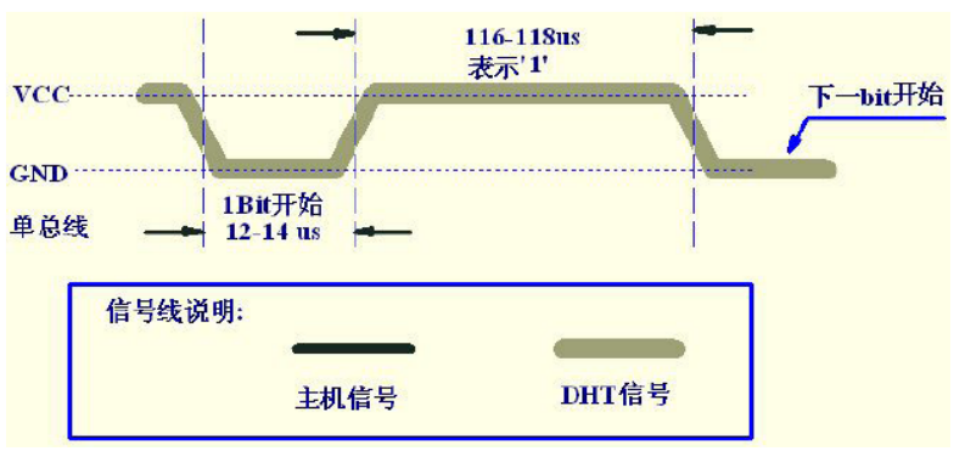 116-118us
表示'1'
VCC
下一bit开始
GND
1Bit开始
单总线
12-14 us
信号线说明:
主机信号
DHT信号